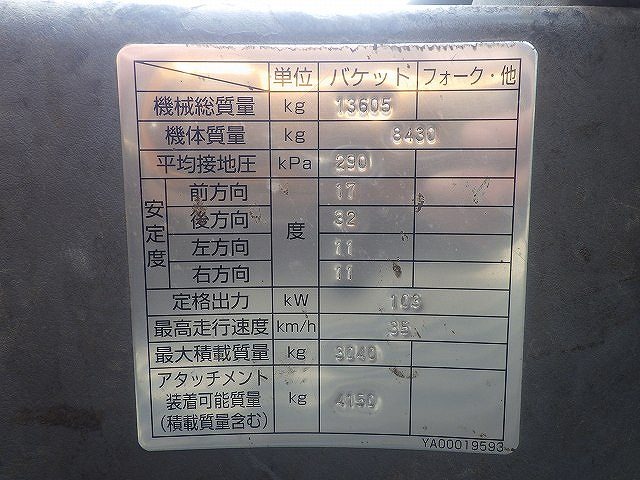 単位 バケット フォーク・他
機械総質量 kg 13605
機体質量 kg 8430
平均接地圧 kPa 290
安定度 度
前方向 17
後方向 32
左方向 11
右方向 11
定格出力 kW 103
最高走行速度 km/h 35
最大積載質量 kg 3040
アタッチメント
装着可能質量 kg 4150
(積載質量含む)
YA00019593